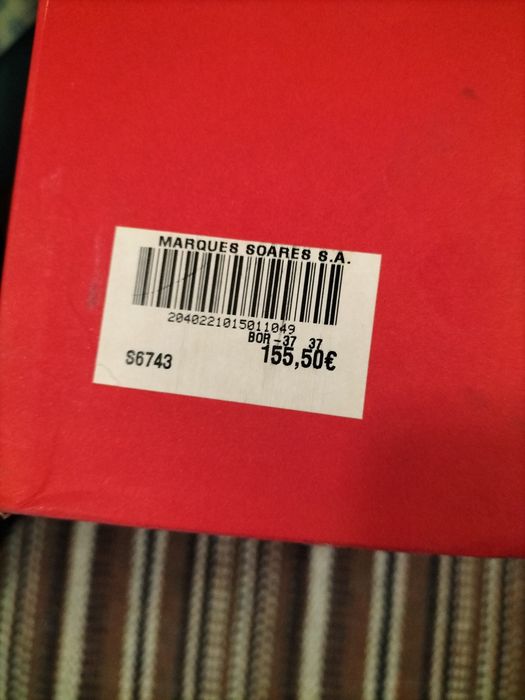 MARQUES SOARES S.A.
2040221015011049
BOR -37 37
S6743 155,50€